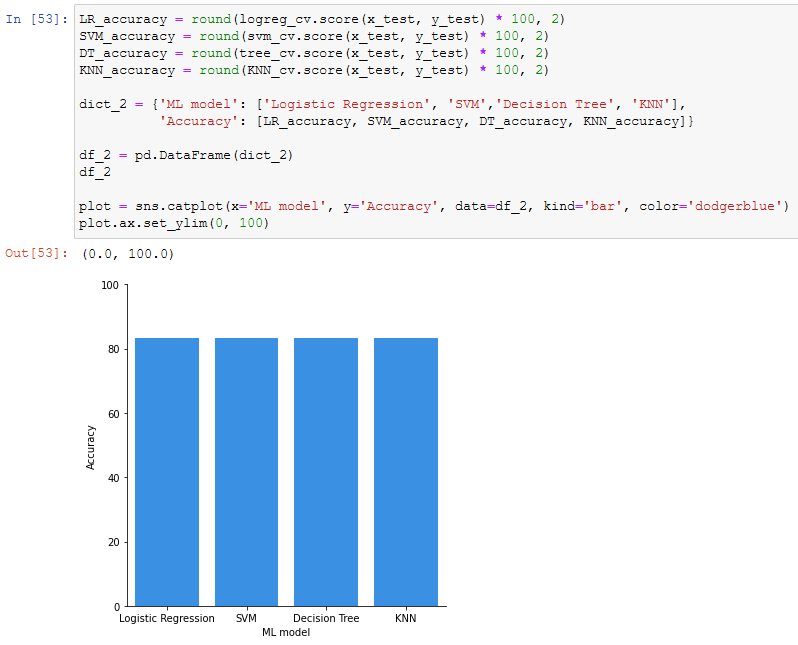 In [53]: LR_accuracy = round(logreg_cv.score(x_test, y_test) * 100, 2)
SVM_accuracy = round(svm_cv.score(x_test, y_test) * 100, 2)
DT_accuracy = round(tree_cv.score(x_test, y_test) * 100, 2)
KNN_accuracy = round(KNN_cv.score(x_test, y_test) * 100, 2)
dict_2 = {'ML model': ['Logistic Regression', 'SVM','Decision Tree', 'KNN'],
'Accuracy': [LR_accuracy, SVM_accuracy, DT_accuracy, KNN_accuracy]}
df_2 = pd.DataFrame(dict_2)
df_2
plot = sns.catplot(x='ML model', y='Accuracy', data=df_2, kind='bar', color='dodgerblue')
plot.ax.set_ylim(0, 100)
Out[53]: (0.0, 100.0)
100
80
60
40
20
0
Accuracy
Logistic Regression SVM Decision Tree KNN
ML model